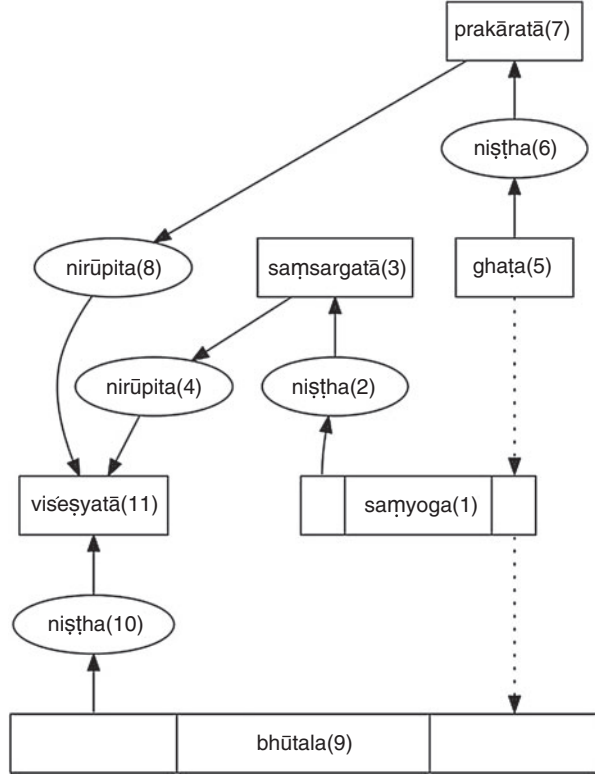 prakāratā(7)
niṣṭha(6)
nirūpita(8)
saṃsargatā(3)
ghaṭa(5)
nirūpita(4)
niṣṭha(2)
viśeṣyatā(11)
saṃyoga(1)
niṣṭha(10)
bhūtala(9)